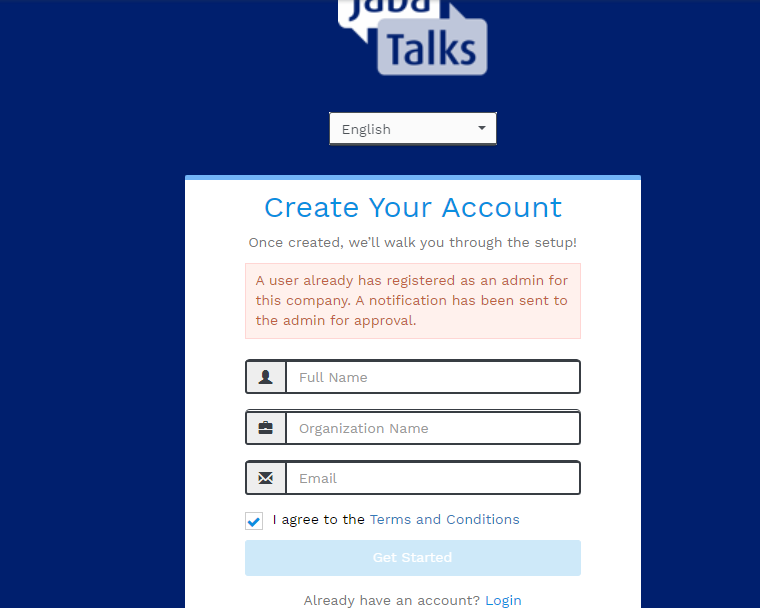 Jaba
Talks
English
Create Your Account
Once created, we'll walk you through the setup!
A user already has registered as an admin for
this company. A notification has been sent to
the admin for approval.
Full Name
Organization Name
Email
I agree to the Terms and Conditions
Get Started
Already have an account? Login